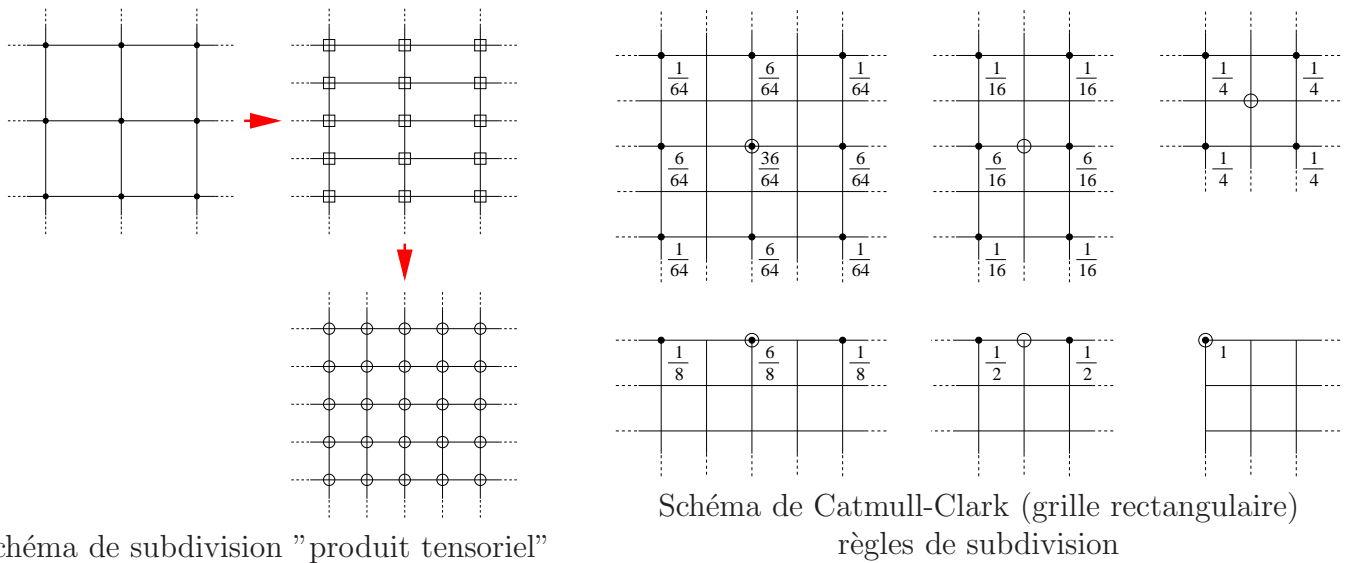 1/64 6/64 1/64
6/64 36/64 6/64
1/64 6/64 1/64
1/16 1/16
6/16 6/16
1/16 1/16
1/4 1/4
1/4 1/4
1/8 6/8 1/8
1/2 1/2
1
chéma de subdivision "produit tensoriel"
Schéma de Catmull-Clark (grille rectangulaire)
règles de subdivision